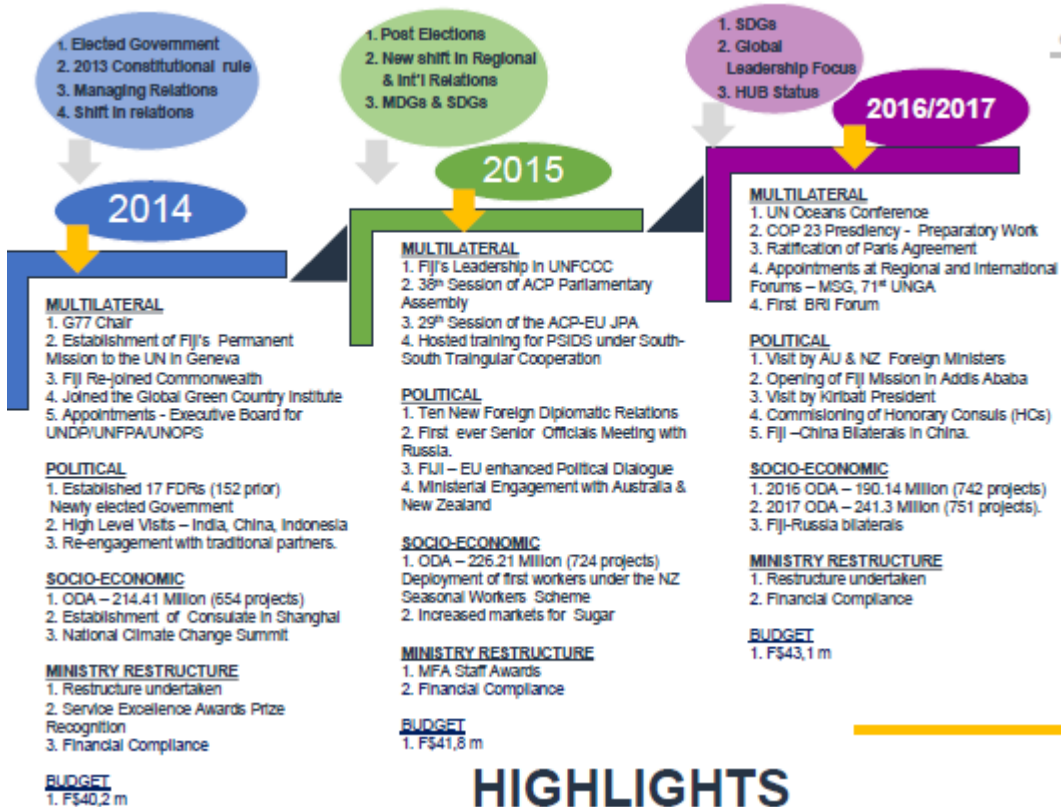 1. Elected Government
2. 2013 Constitutional rule
3. Managing Relations
4. Shift in relations
2014
MULTILATERAL
1. G77 Chair
2. Establishment of Fiji's Permanent
Mission to the UN in Geneva
3. Fiji Re-joined Commonwealth
4. Joined the Global Green Country Institute
5. Appointments - Executive Board for
UNDP/UNFPA/UNOPS
POLITICAL
1. Established 17 FDRs (152 prior)
Newly elected Government
2. High Level Visits – India, China, Indonesia
3. Re-engagement with traditional partners.
SOCIO-ECONOMIC
1. ODA – 214.41 Million (654 projects)
2. Establishment of Consulate in Shanghai
3. National Climate Change Summit
MINISTRY RESTRUCTURE
1. Restructure undertaken
2. Service Excellence Awards Prize
Recognition
3. Financial Compliance
BUDGET
1. F$40,2 m
1. Post Elections
2. New shift in Regional
& Int'l Relations
3. MDGs & SDGs
2015
MULTILATERAL
1. Fiji's Leadership in UNFCCC
2. 38th Session of ACP Parliamentary
Assembly
3. 29th Session of the ACP-EU JPA
4. Hosted training for PSIDS under South-
South Traingular Cooperation
POLITICAL
1. Ten New Foreign Diplomatic Relations
2. First ever Senior Officials Meeting with
Russia.
3. FIJI – EU enhanced Political Dialogue
4. Ministerial Engagement with Australia &
New Zealand
SOCIO-ECONOMIC
1. ODA – 226.21 Million (724 projects)
Deployment of first workers under the NZ
Seasonal Workers Scheme
2. Increased markets for Sugar
MINISTRY RESTRUCTURE
1. MFA Staff Awards
2. Financial Compliance
BUDGET
1. F$41,8 m
1. SDGs
2. Global
Leadership Focus
3. HUB Status
2016/2017
MULTILATERAL
1. UN Oceans Conference
2. COP 23 Presdiency - Preparatory Work
3. Ratification of Paris Agreement
4. Appointments at Regional and International
Forums – MSG, 71st UNGA
4. First BRI Forum
POLITICAL
1. Visit by AU & NZ Foreign Ministers
2. Opening of Fiji Mission in Addis Ababa
3. Visit by Kiribati President
4. Commisioning of Honorary Consuls (HCs)
5. Fiji –China Bilaterals in China.
SOCIO-ECONOMIC
1. 2016 ODA – 190.14 Million (742 projects)
2. 2017 ODA – 241.3 Million (751 projects).
3. Fiji-Russia bilaterals
MINISTRY RESTRUCTURE
1. Restructure undertaken
2. Financial Compliance
BUDGET
1. F$43,1 m
HIGHLIGHTS